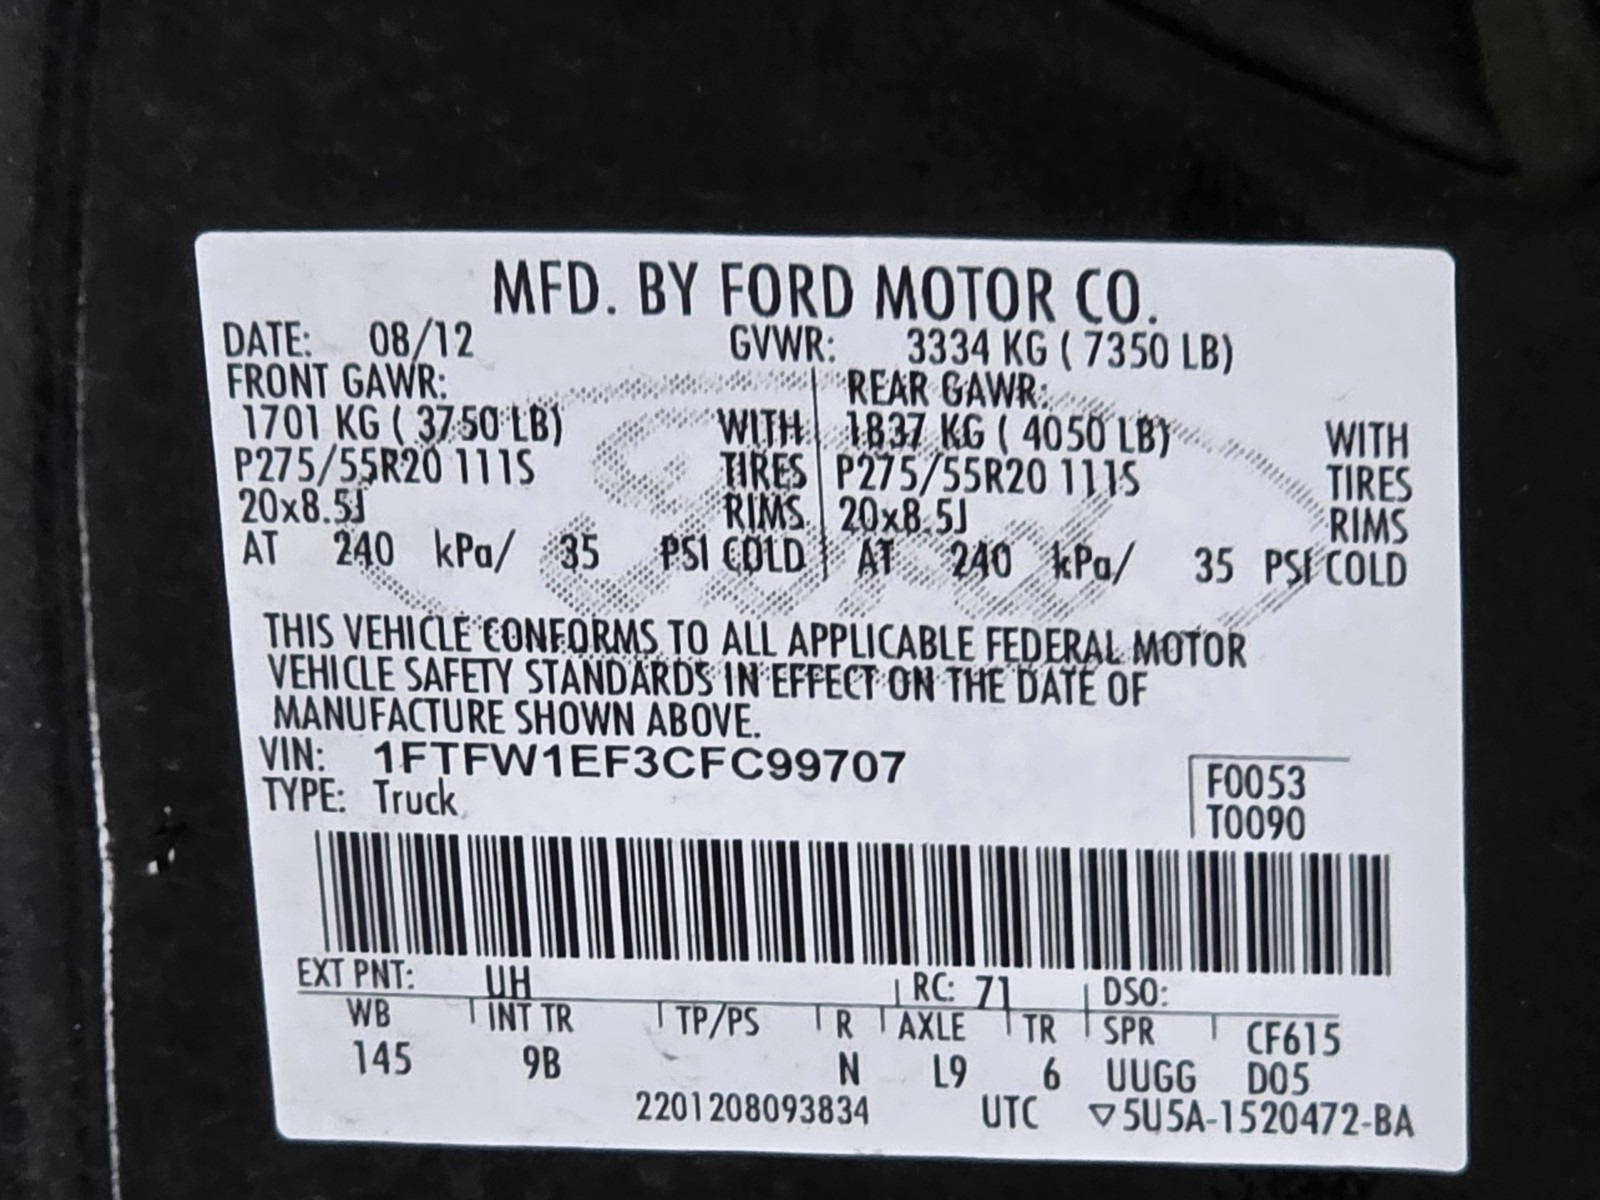 MFD. BY FORD MOTOR CO.
DATE: 08/12 GVWR: 3334 KG ( 7350 LB)
FRONT GAWR: REAR GAWR:
1701 KG ( 3750 LB) WITH 1837 KG ( 4050 LB) WITH
P275/55R20 111S TIRES P275/55R20 111S TIRES
20x8.5J RIMS 20x8.5J RIMS
AT 240 kPa/ 35 PSI COLD AT 240 kPa/ 35 PSI COLD
THIS VEHICLE CONFORMS TO ALL APPLICABLE FEDERAL MOTOR
VEHICLE SAFETY STANDARDS IN EFFECT ON THE DATE OF
MANUFACTURE SHOWN ABOVE.
VIN: 1FTFW1EF3CFC99707
TYPE: Truck
F0053
T0090
EXT PNT: UH RC: 71 DSO:
WB INT TR TP/PS R AXLE TR SPR CF615
145 9B N L9 6 UUGG D05
2201208093834 UTC ▽5U5A-1520472-BA